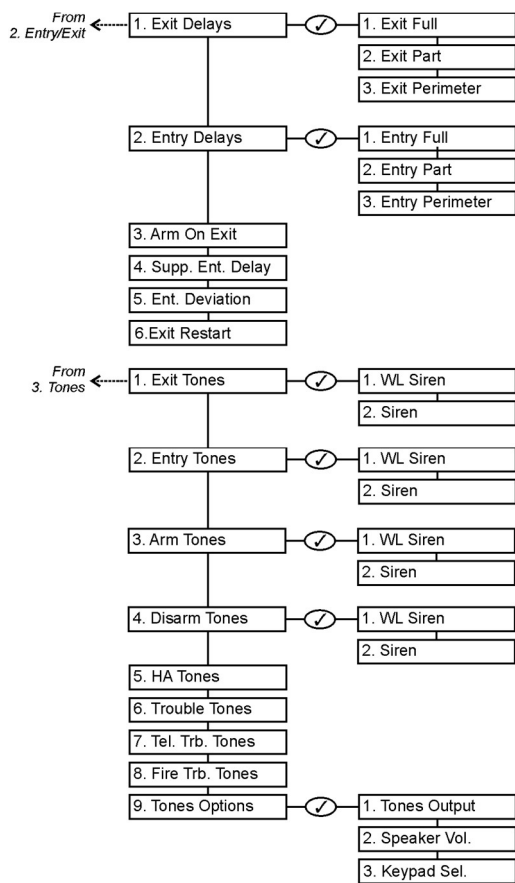 From
2. Entry/Exit
1. Exit Delays
1. Exit Full
2. Exit Part
3. Exit Perimeter
2. Entry Delays
1. Entry Full
2. Entry Part
3. Entry Perimeter
3. Arm On Exit
4. Supp. Ent. Delay
5. Ent. Deviation
6.Exit Restart
From
3. Tones
1. Exit Tones
1. WL Siren
2. Siren
2. Entry Tones
1. WL Siren
2. Siren
3. Arm Tones
1. WL Siren
2. Siren
4. Disarm Tones
1. WL Siren
2. Siren
5. HA Tones
6. Trouble Tones
7. Tel. Trb. Tones
8. Fire Trb. Tones
9. Tones Options
1. Tones Output
2. Speaker Vol.
3. Keypad Sel.